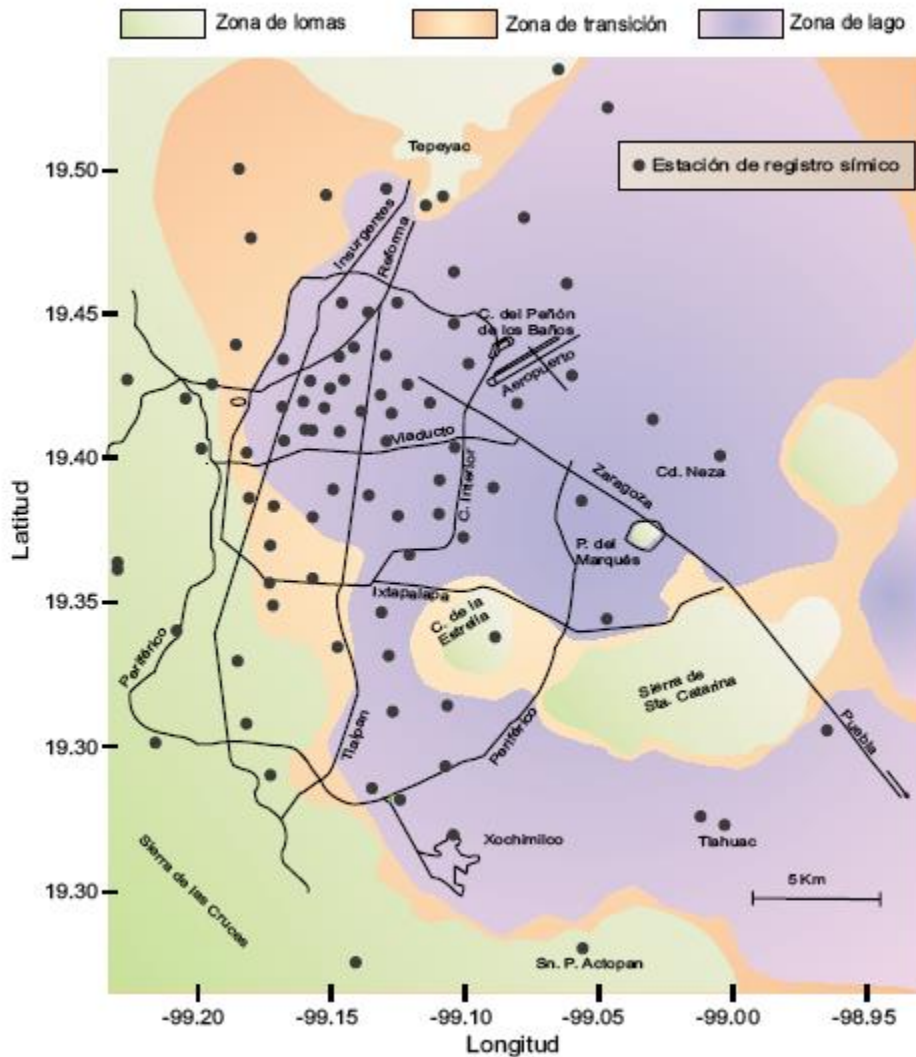 Zona de lomas
Zona de transición
Zona de lago
Tepeyac
Estación de registro símico
Insurgentes
Reforma
C. del Peñón
de los Baños
Aeropuerto
Viaducto
C. Interior
Zaragoza
Cd. Neza
P. del
Marqués
Ixtapalapa
C. de la
Estrella
Periférico
Sierra de
Sta. Catarina
Tlalpan
Periférico
Puebla
Tlahuac
Xochimilco
Sierra de las Cruces
5 Km
Sn. P. Actopan
Latitud
19.50
19.45
19.40
19.35
19.30
19.30
-99.20
-99.15
-99.10
-99.05
-99.00
-98.95
Longitud